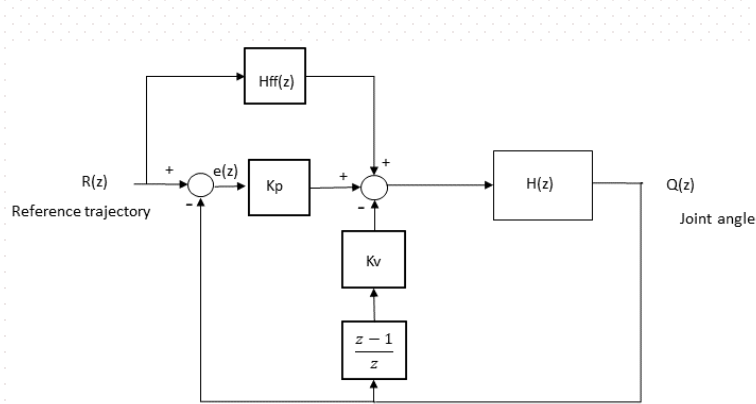 Hff(z)
+
+
e(z)
+
R(z)
Kp
H(z)
Q(z)
-
-
Reference trajectory
Joint angle
Kv
z − 1
z